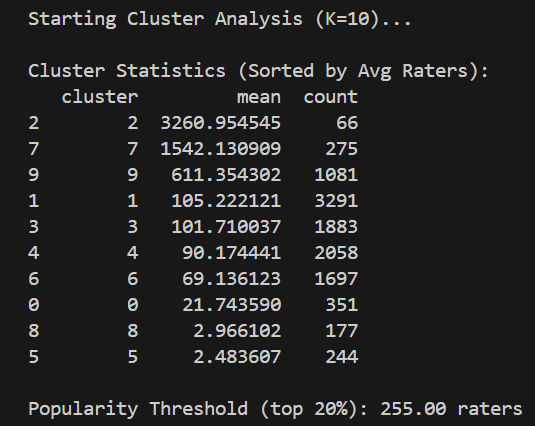 Starting Cluster Analysis (K=10)...
Cluster Statistics (Sorted by Avg Raters):
cluster mean count
2 2 3260.954545 66
7 7 1542.130909 275
9 9 611.354302 1081
1 1 105.222121 3291
3 3 101.710037 1883
4 4 90.174441 2058
6 6 69.136123 1697
0 0 21.743590 351
8 8 2.966102 177
5 5 2.483607 244
Popularity Threshold (top 20%): 255.00 raters